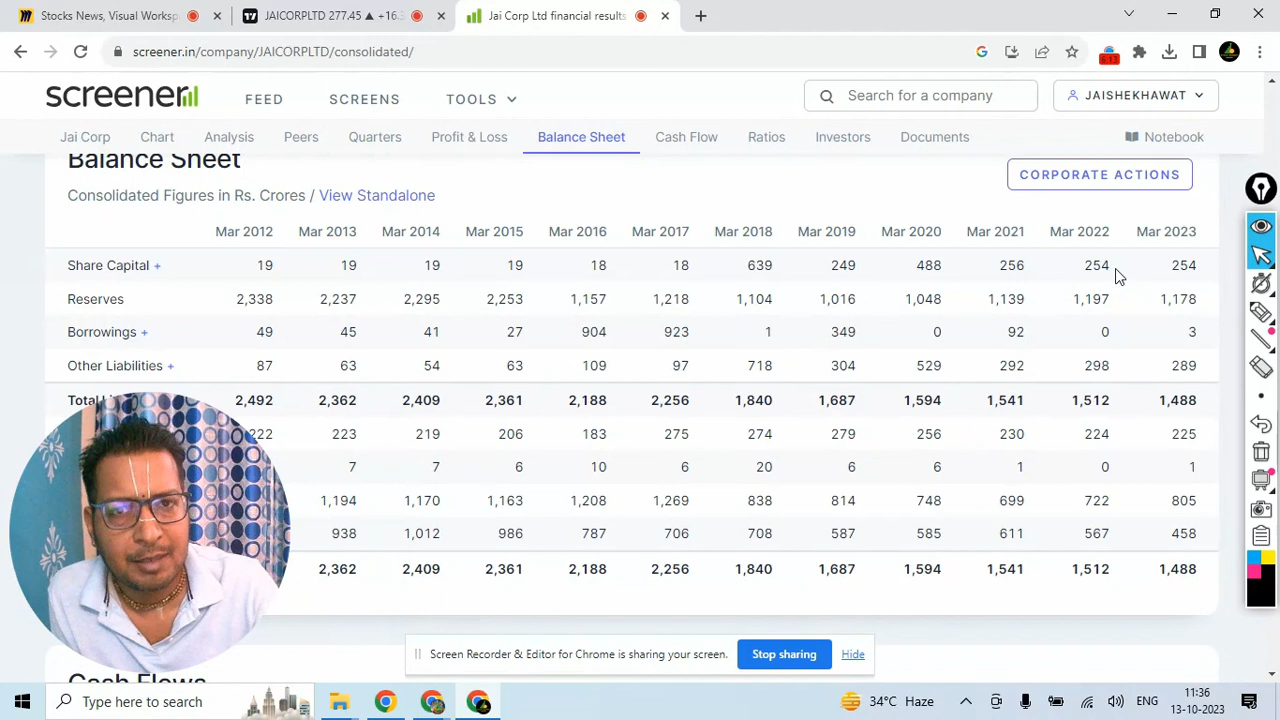 Stocks News, Visual Worksp
JAICORPLTD 277.45 ▲ +16.
Jai Corp Ltd financial results
screener.in/company/JAICORPLTD/consolidated/
screener
FEED
SCREENS
TOOLS
Search for a company
JAISHEKHAWAT
Jai Corp
Chart
Analysis
Peers
Quarters
Profit & Loss
Balance Sheet
Cash Flow
Ratios
Investors
Documents
Notebook
Balance Sheet
CORPORATE ACTIONS
Consolidated Figures in Rs. Crores / View Standalone
Mar 2012 Mar 2013 Mar 2014 Mar 2015 Mar 2016 Mar 2017 Mar 2018 Mar 2019 Mar 2020 Mar 2021 Mar 2022 Mar 2023
Share Capital + 19 19 19 19 18 18 639 249 488 256 254 254
Reserves 2,338 2,237 2,295 2,253 1,157 1,218 1,104 1,016 1,048 1,139 1,197 1,178
Borrowings + 49 45 41 27 904 923 1 349 0 92 0 3
Other Liabilities + 87 63 54 63 109 97 718 304 529 292 298 289
Total 2,492 2,362 2,409 2,361 2,188 2,256 1,840 1,687 1,594 1,541 1,512 1,488
222 223 219 206 183 275 274 279 256 230 224 225
7 7 6 10 6 20 6 6 1 0 1
1,194 1,170 1,163 1,208 1,269 838 814 748 699 722 805
938 1,012 986 787 706 708 587 585 611 567 458
2,362 2,409 2,361 2,188 2,256 1,840 1,687 1,594 1,541 1,512 1,488
Screen Recorder & Editor for Chrome is sharing your screen.
Stop sharing
Hide
Cash Flows
Type here to search
34°C Haze
ENG
11:36
13-10-2023